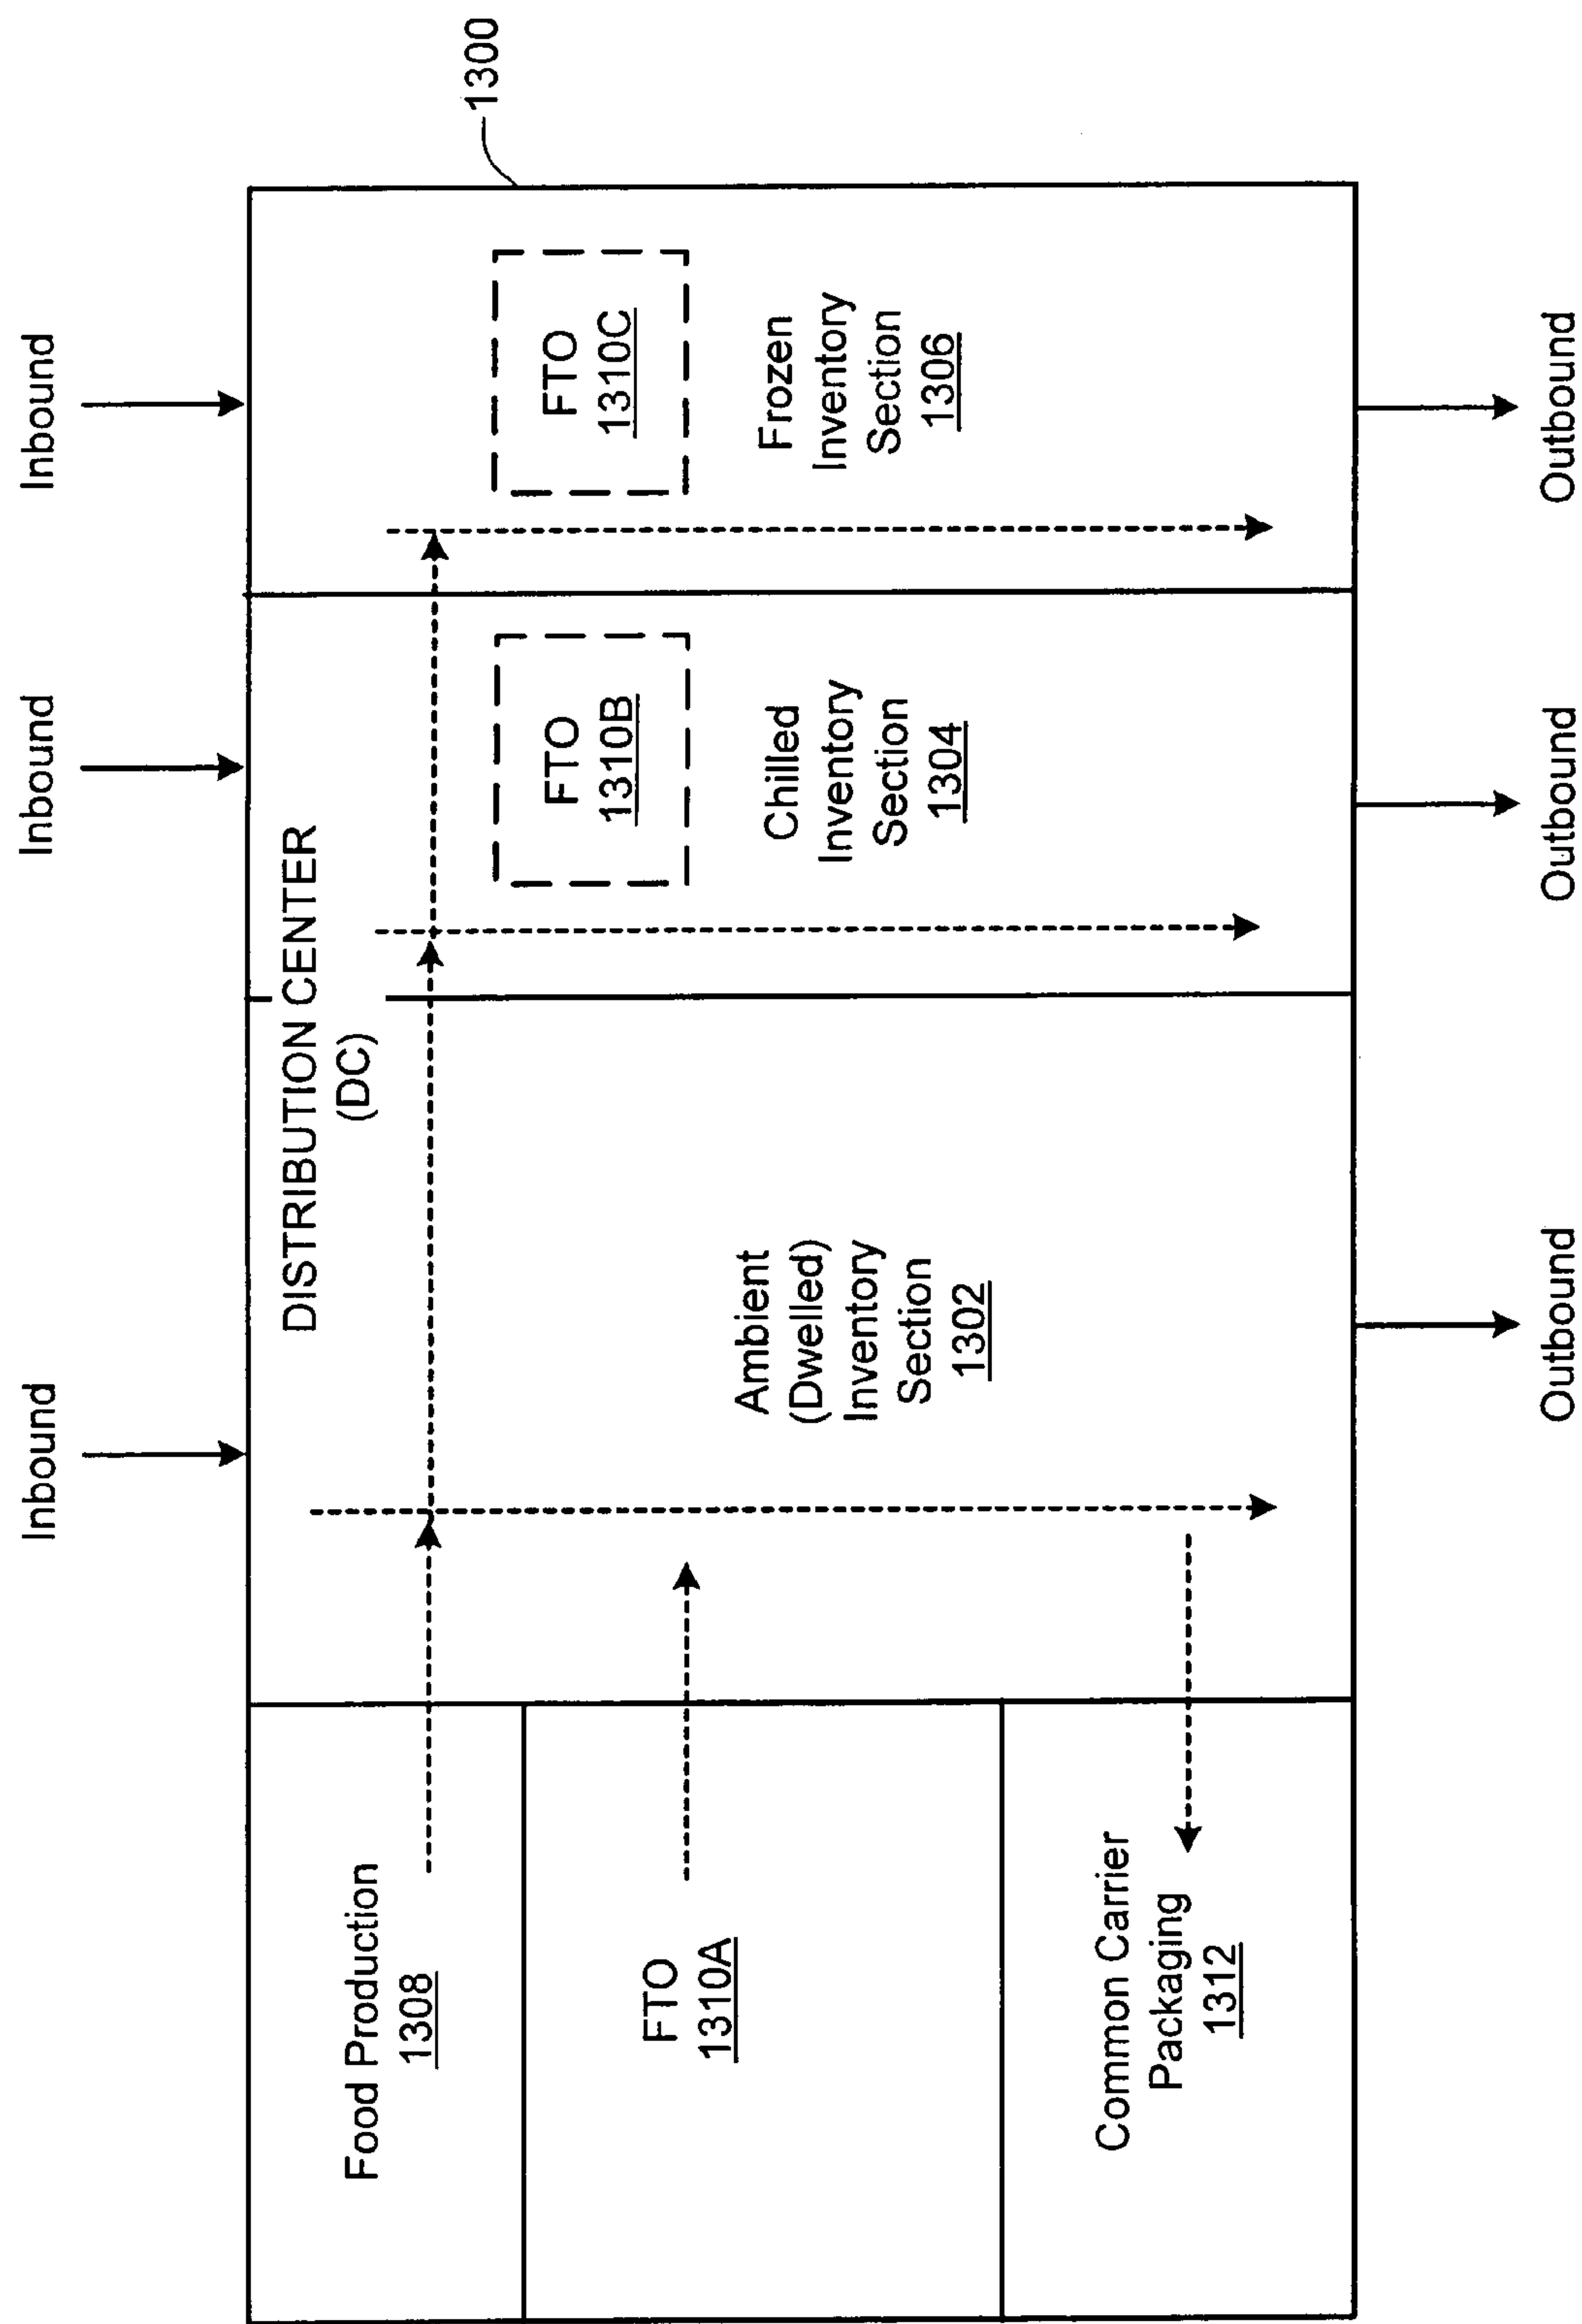 Inbound
Inbound
Inbound
1300
DISTRIBUTION CENTER
(DC)
Food Production
1308
FTO
1310A
Common Carrier
Packaging
1312
Ambient
(Dwelled)
Inventory
Section
1302
FTO
1310B
Chilled
Inventory
Section
1304
FTO
1310C
Frozen
Inventory
Section
1306
Outbound
Outbound
Outbound